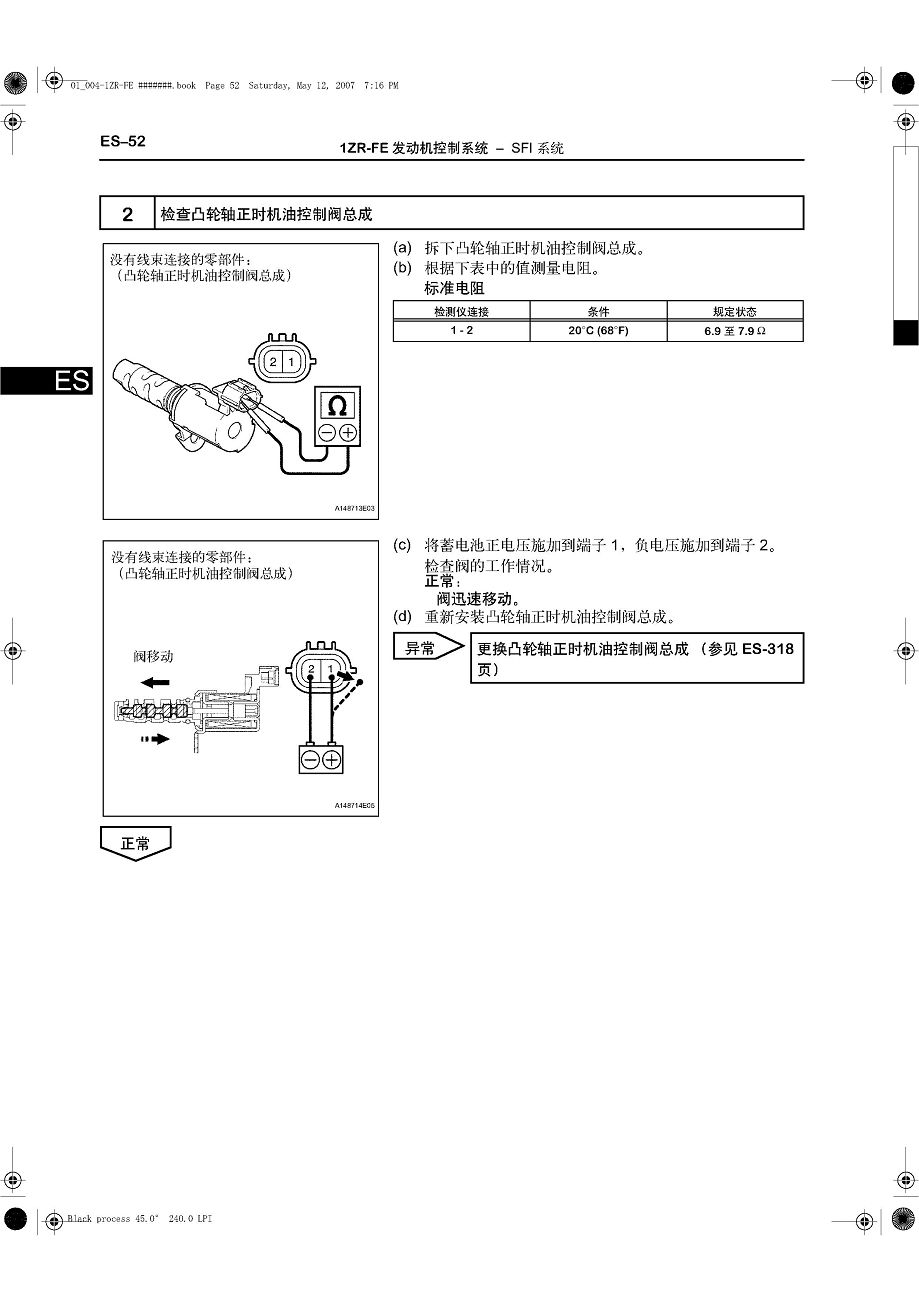 01_004-1ZR-FE #######.book Page 52 Saturday, May 12, 2007 7:16 PM
ES–52
1ZR-FE 发动机控制系统 – SFI 系统
2 检查凸轮轴正时机油控制阀总成
没有线束连接的零部件：
（凸轮轴正时机油控制阀总成）
2 1
Ω
− +
A148713E03
(a) 拆下凸轮轴正时机油控制阀总成。
(b) 根据下表中的值测量电阻。
标准电阻
检测仪连接 条件 规定状态
1 - 2 20°C (68°F) 6.9 至 7.9 Ω
ES
没有线束连接的零部件：
（凸轮轴正时机油控制阀总成）
阀移动
2 1
− +
A148714E05
(c) 将蓄电池正电压施加到端子 1，负电压施加到端子 2。
检查阀的工作情况。
正常：
阀迅速移动。
(d) 重新安装凸轮轴正时机油控制阀总成。
异常
更换凸轮轴正时机油控制阀总成 （参见 ES-318
页）
正常
Black process 45.0° 240.0 LPI